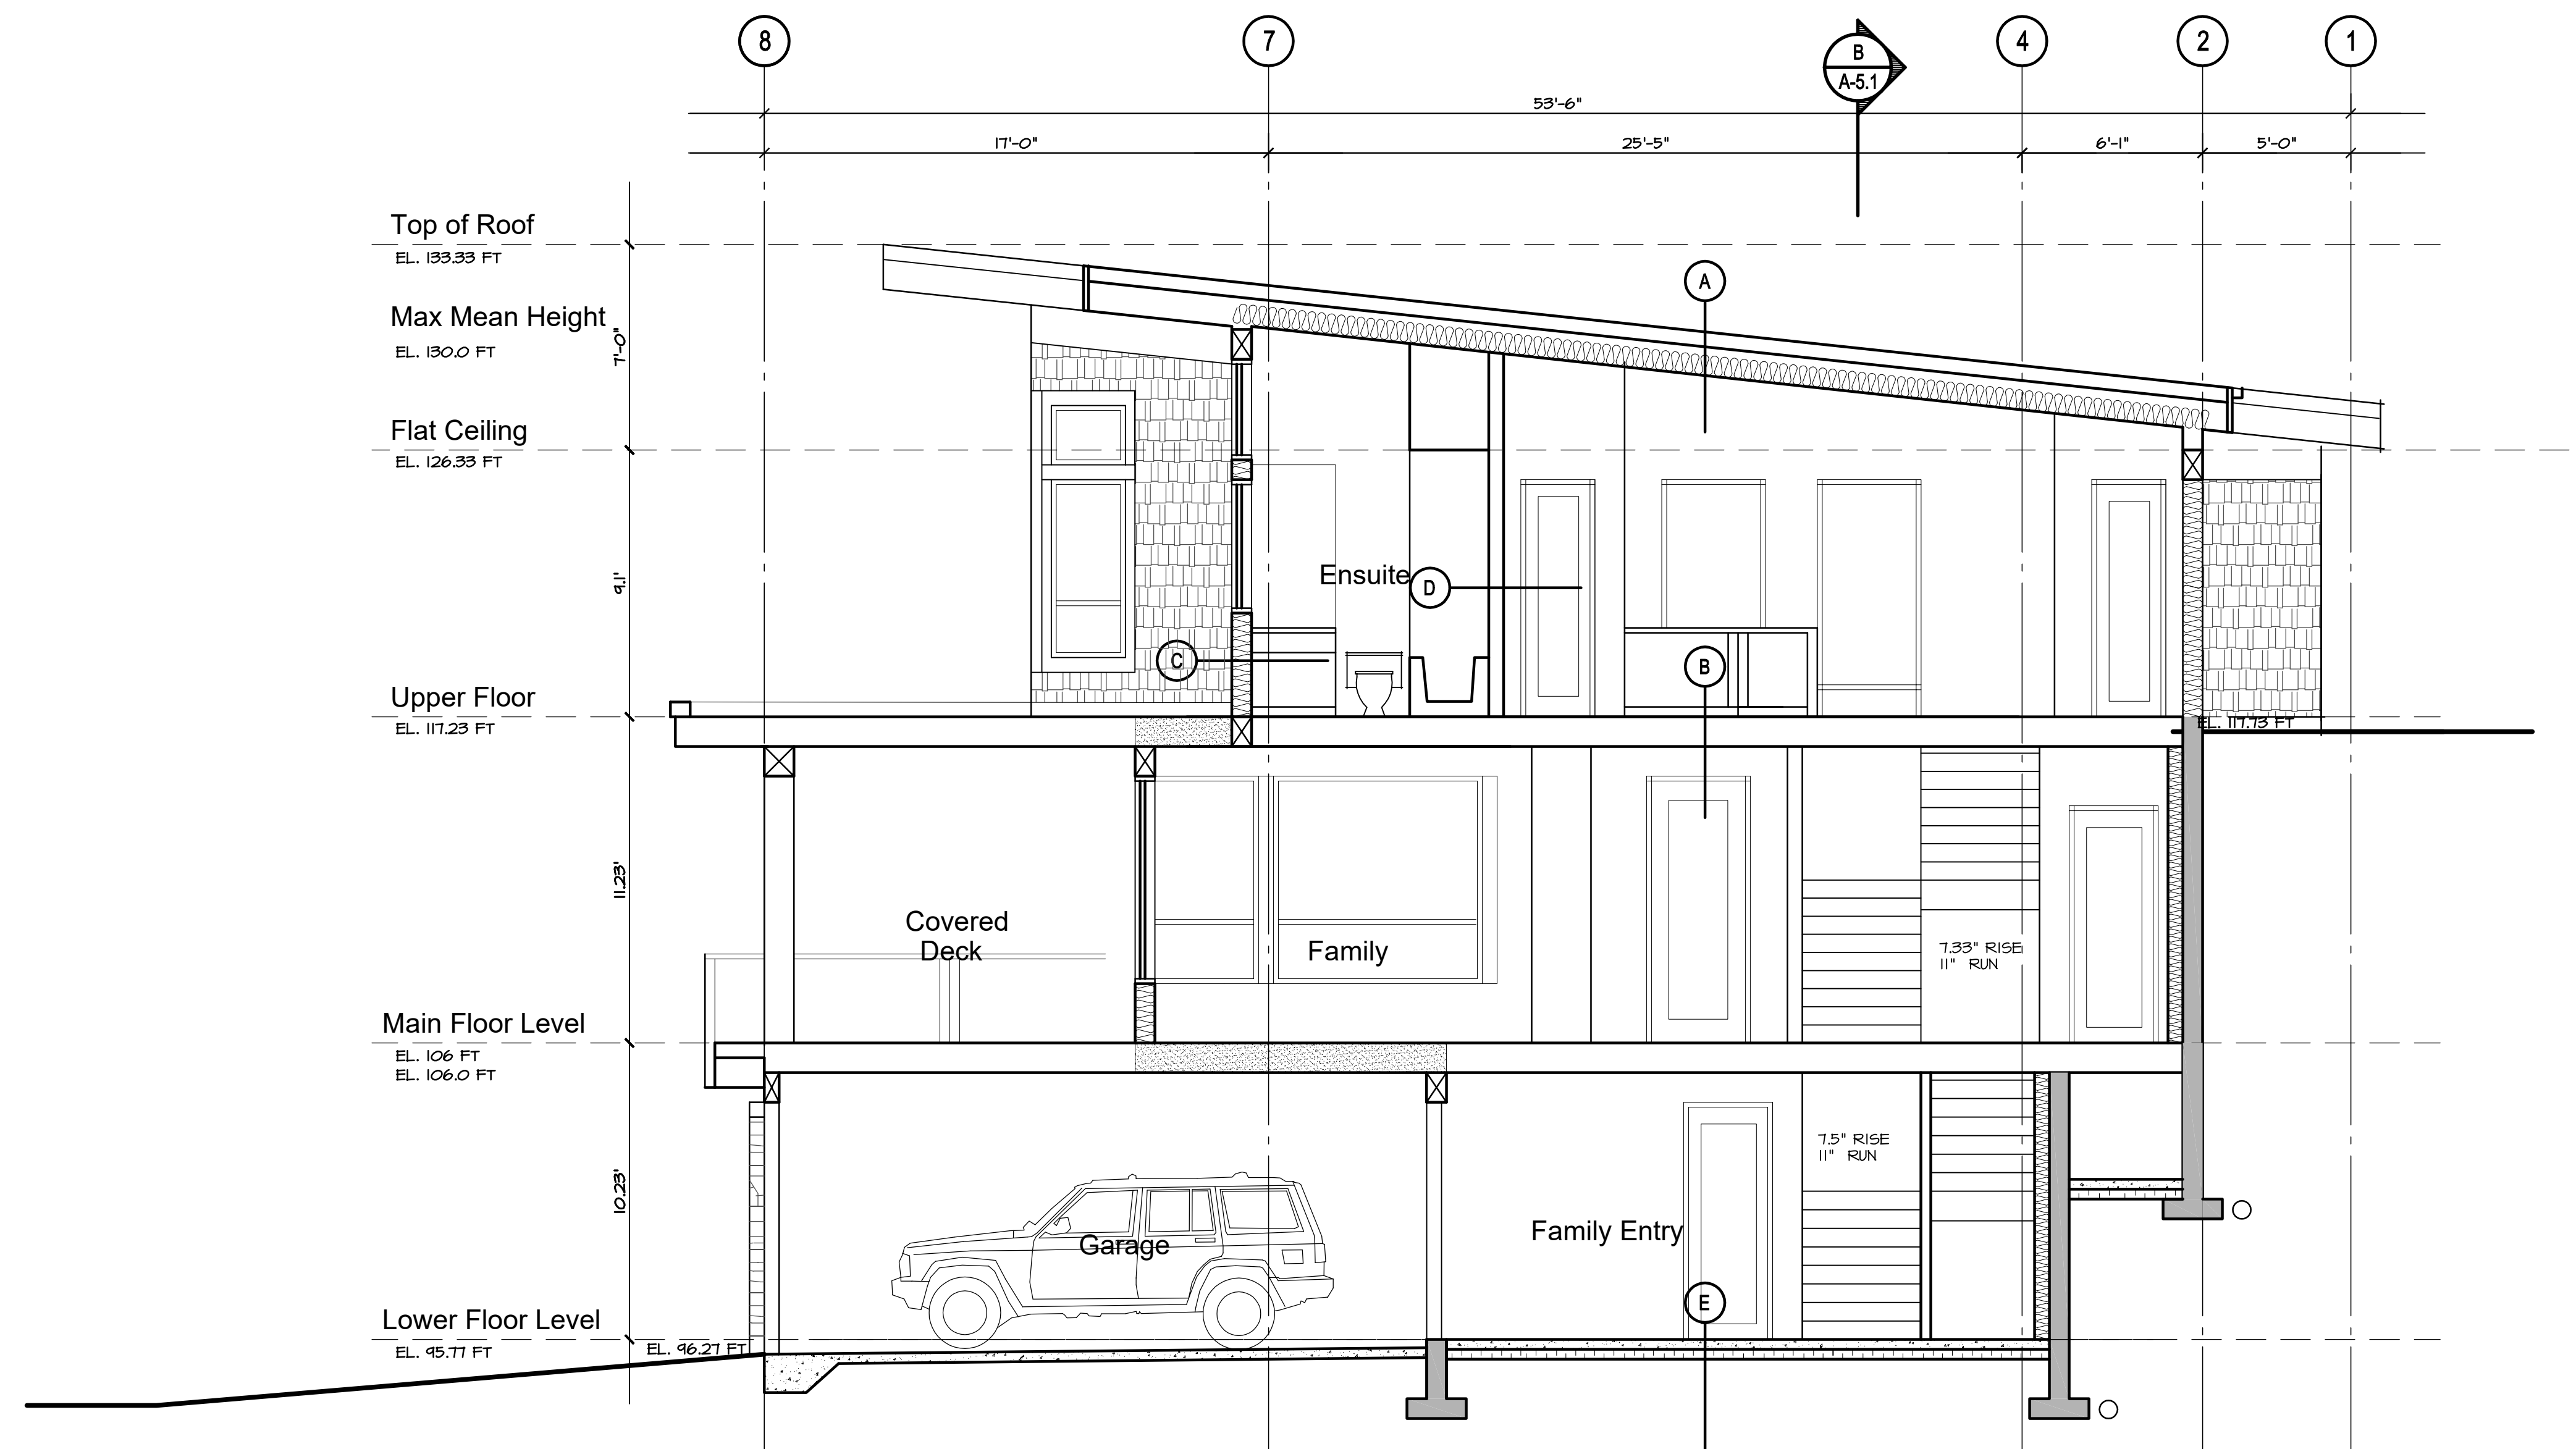 8
7
B
A-5.1
4
2
1
53'-6"
17'-0"
25'-5"
6'-1"
5'-0"
Top of Roof
EL. 133.33 FT
A
Max Mean Height
EL. 130.0 FT
7'-0"
Flat Ceiling
EL. 126.33 FT
9.1'
Ensuite
D
C
B
Upper Floor
EL. 117.23 FT
EL. 117.73 FT
11.23'
Covered
Deck
Family
7.33" RISE
11" RUN
Main Floor Level
EL. 106 FT
EL. 106.0 FT
7.5" RISE
11" RUN
10.23'
Garage
Family Entry
E
Lower Floor Level
EL. 95.77 FT
EL. 96.27 FT